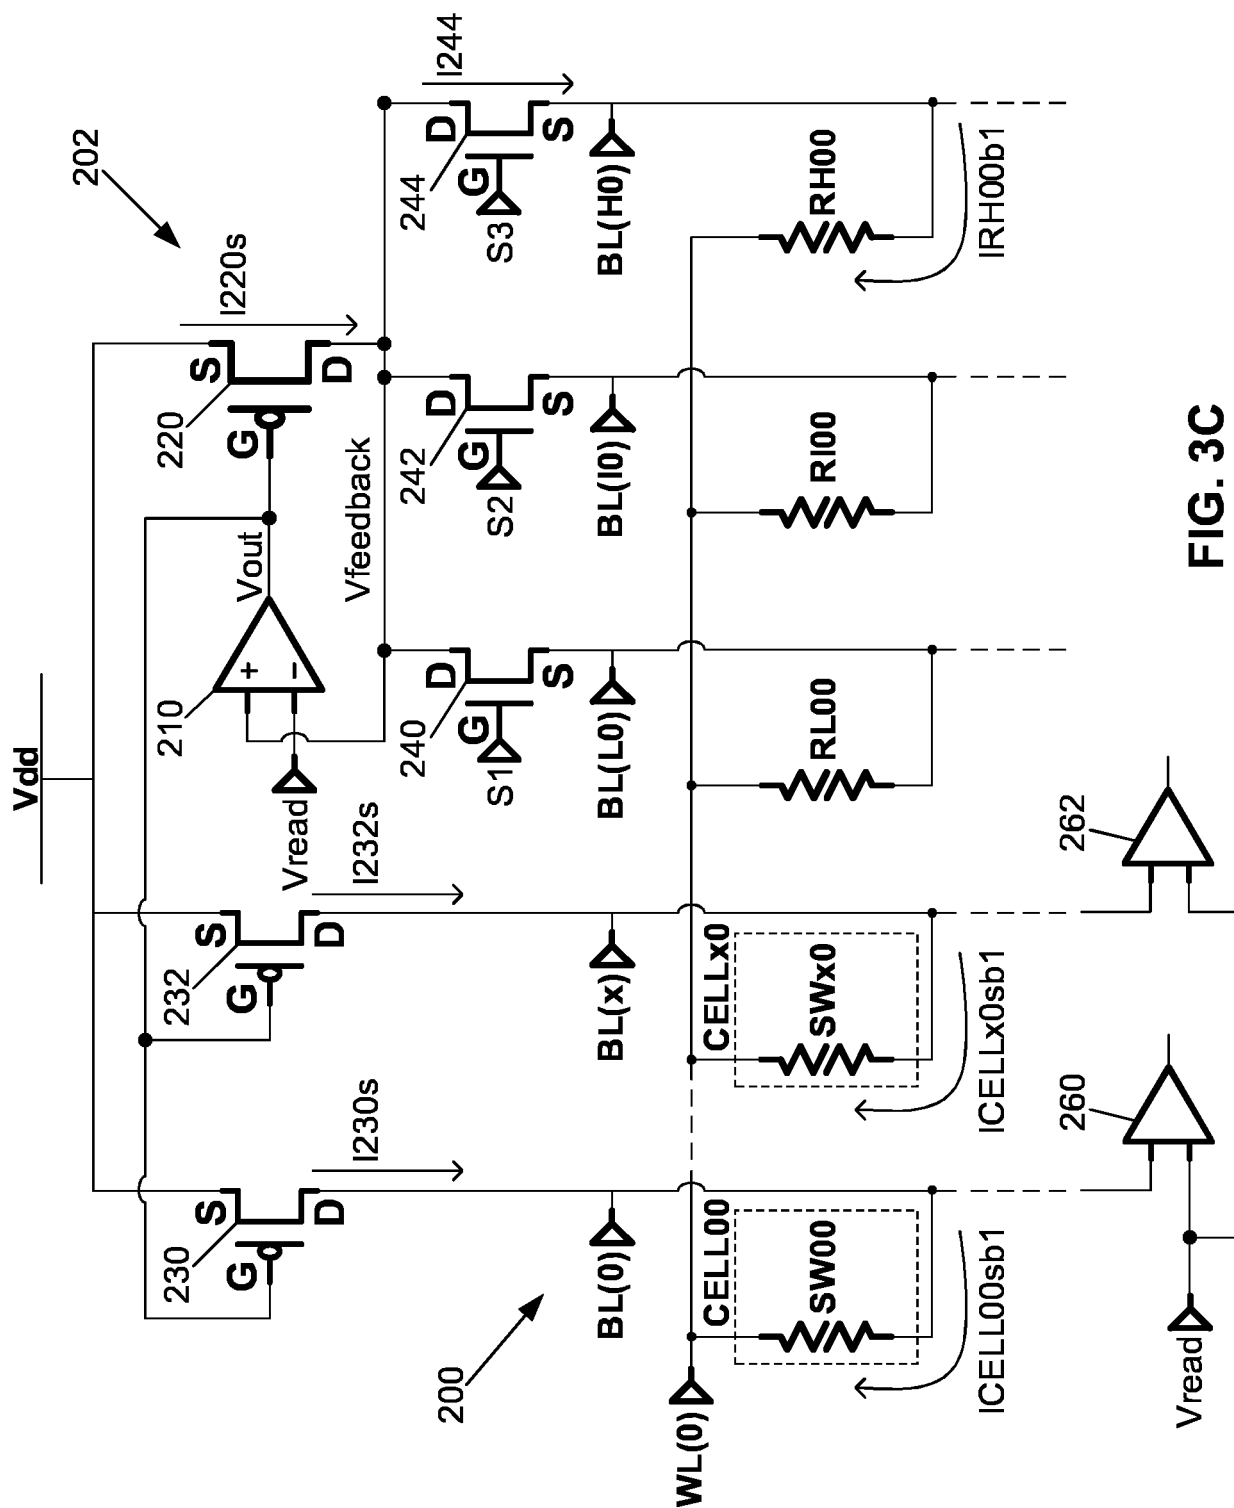 Vdd
202
I220s
S
220
G
D
Vout
210
+
−
Vread
Vfeedback
232
S
G
D
I232s
230
S
G
D
I230s
I244
D
244
G
S
S3
D
242
G
S
S2
D
240
G
S
S1
200
BL(0)
BL(x)
BL(L0)
BL(I0)
BL(H0)
WL(0)
CELL00
SW00
CELLx0
SWx0
RL00
RI00
RH00
ICELL00sb1
ICELLx0sb1
IRH00b1
260
262
Vread
FIG. 3C